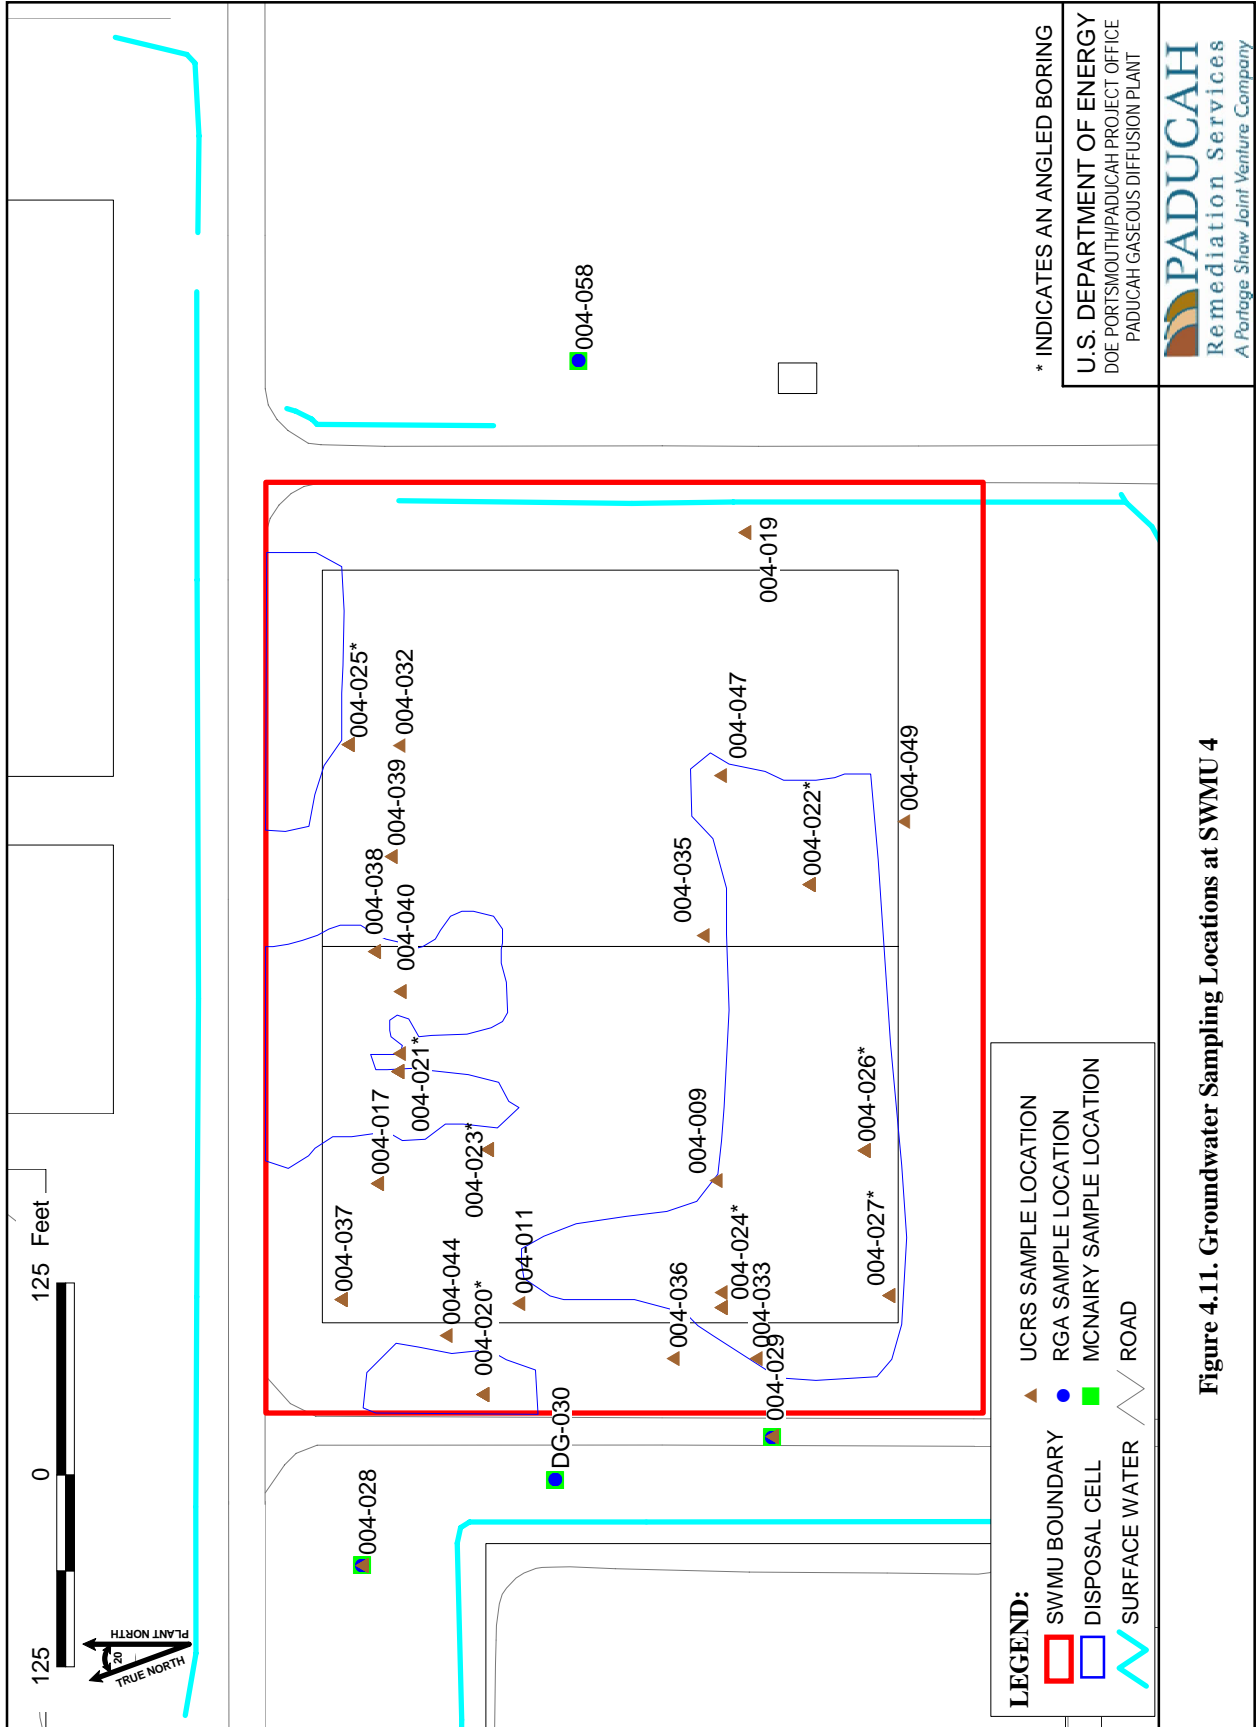 125 0 125 Feet
TRUE NORTH
20
PLANT NORTH
004-028
DG-030
004-029
004-033
004-036
004-024*
004-027*
004-026*
004-009
004-011
004-020*
004-044
004-037
004-023*
004-017
004-021*
004-040
004-038
004-039
004-032
004-025*
004-035
004-022*
004-049
004-047
004-019
004-058
LEGEND:
SWMU BOUNDARY
DISPOSAL CELL
SURFACE WATER
UCRS SAMPLE LOCATION
RGA SAMPLE LOCATION
MCNAIRY SAMPLE LOCATION
ROAD
* INDICATES AN ANGLED BORING
U.S. DEPARTMENT OF ENERGY
DOE PORTSMOUTH/PADUCAH PROJECT OFFICE
PADUCAH GASEOUS DIFFUSION PLANT
PADUCAH
Remediation Services
A Portage Shaw Joint Venture Company
Figure 4.11. Groundwater Sampling Locations at SWMU 4